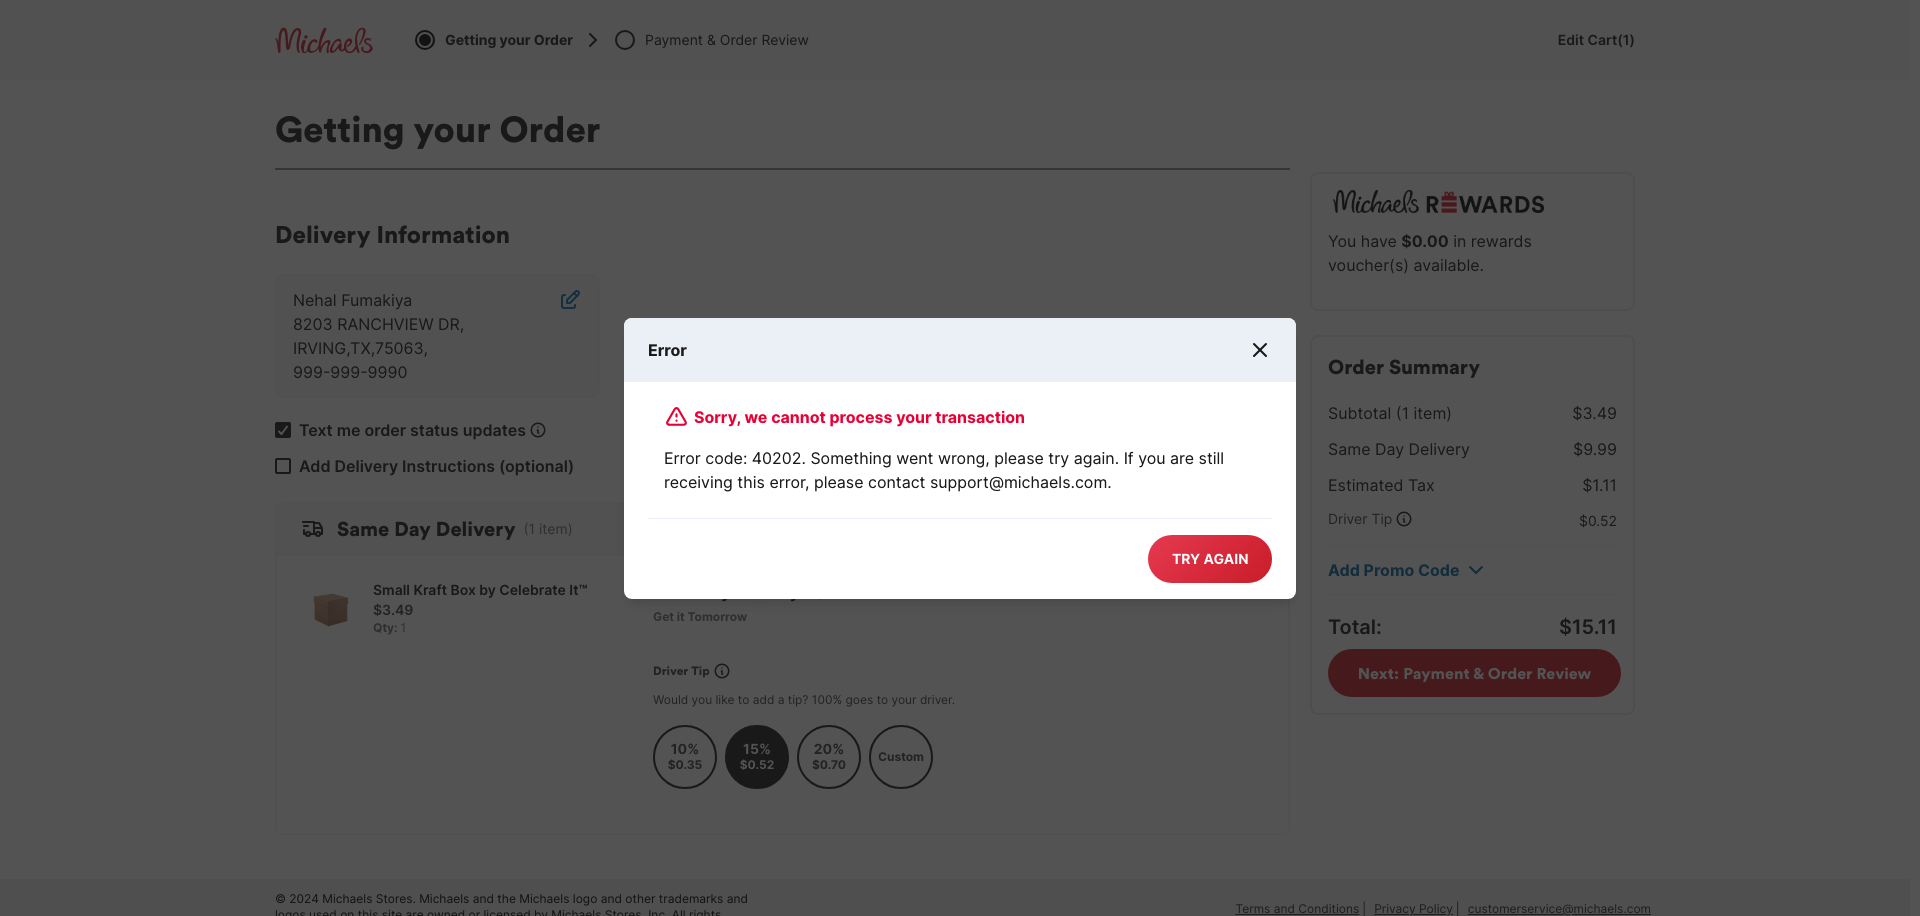 Michaels
Getting your Order
Payment & Order Review
Edit Cart(1)
Getting your Order
Delivery Information
Nehal Fumakiya
8203 RANCHVIEW DR,
IRVING,TX,75063,
999-999-9990
Text me order status updates
Add Delivery Instructions (optional)
Same Day Delivery (1 item)
Small Kraft Box by Celebrate It™
$3.49
Qty: 1
Get it Tomorrow
Driver Tip
Would you like to add a tip? 100% goes to your driver.
10%
$0.35
15%
$0.52
20%
$0.70
Custom
Error
Sorry, we cannot process your transaction
Error code: 40202. Something went wrong, please try again. If you are still
receiving this error, please contact support@michaels.com.
TRY AGAIN
Michaels REWARDS
You have $0.00 in rewards
voucher(s) available.
Order Summary
Subtotal (1 item) $3.49
Same Day Delivery $9.99
Estimated Tax $1.11
Driver Tip $0.52
Add Promo Code
Total: $15.11
Next: Payment & Order Review
© 2024 Michaels Stores. Michaels and the Michaels logo and other trademarks and
logos used on this site are owned or licensed by Michaels Stores, Inc. All rights
Terms and Conditions | Privacy Policy | customerservice@michaels.com